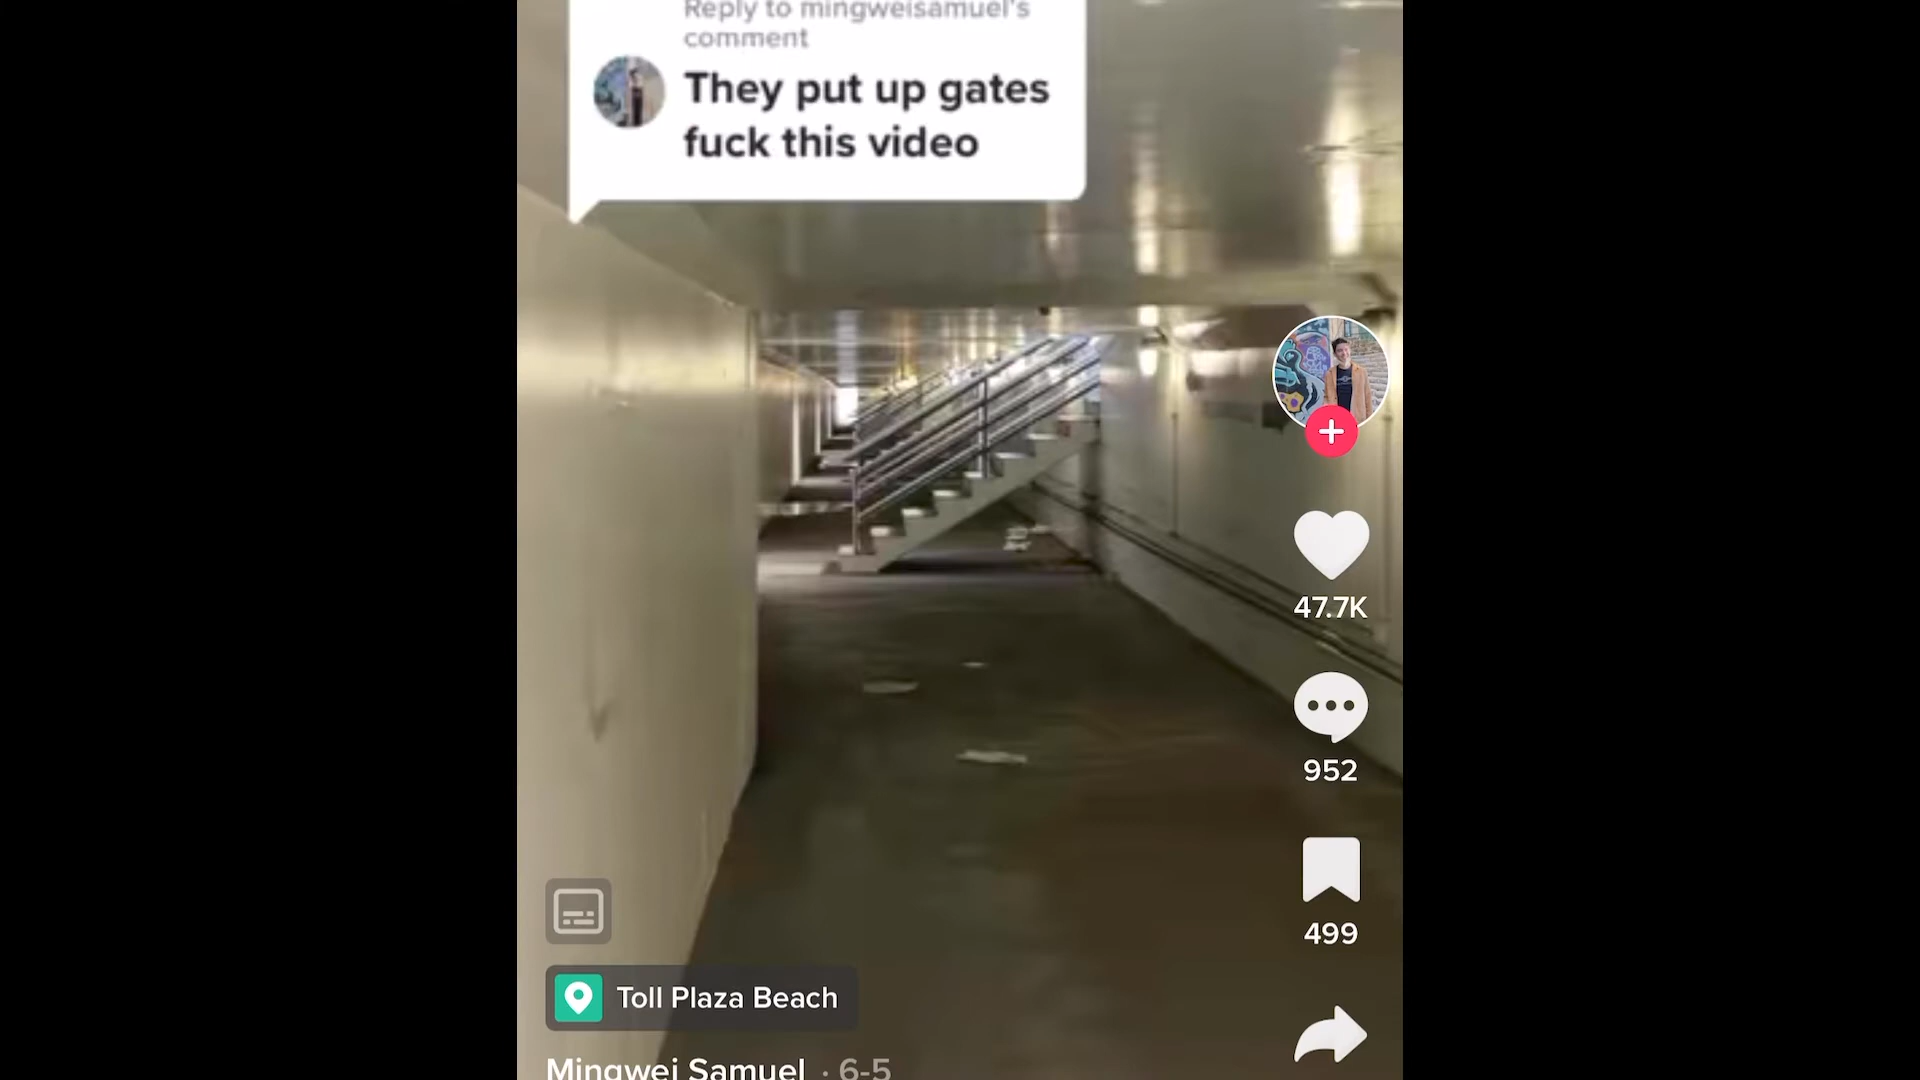 Reply to mingweisamuel's
comment
They put up gates
fuck this video
47.7K
952
499
Toll Plaza Beach
Mingwei Samuel · 6-5